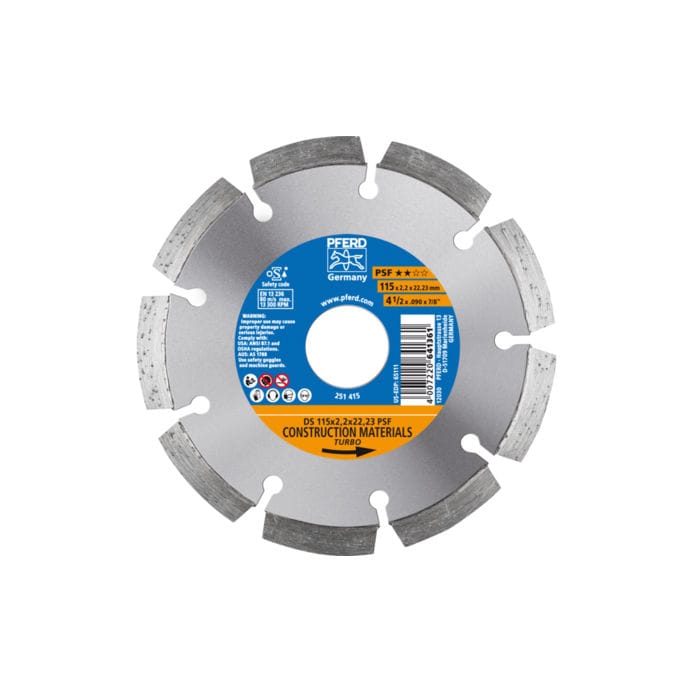 PFERD
Germany
www.pferd.com
PSF ★★☆☆
115 x 2,2 x 22,23 mm
4 1/2 x .090 x 7/8"
oSa
Safety code
EN 13 236
80 m/s max.
13 300 RPM
WARNING:
Improper use may cause
property damage or
serious injuries.
Comply with
USA: ANSI B7.1 and
OSHA regulations.
AUS: AS 1788
Use safety goggles
and machine guards.
251 415
US-EDP: 65111
4 007220 641361
12030 PFERD · Hauptstrasse 13
D-51709 Marienheide
GERMANY
DS 115x2,2x22,23 PSF
CONSTRUCTION MATERIALS
TURBO